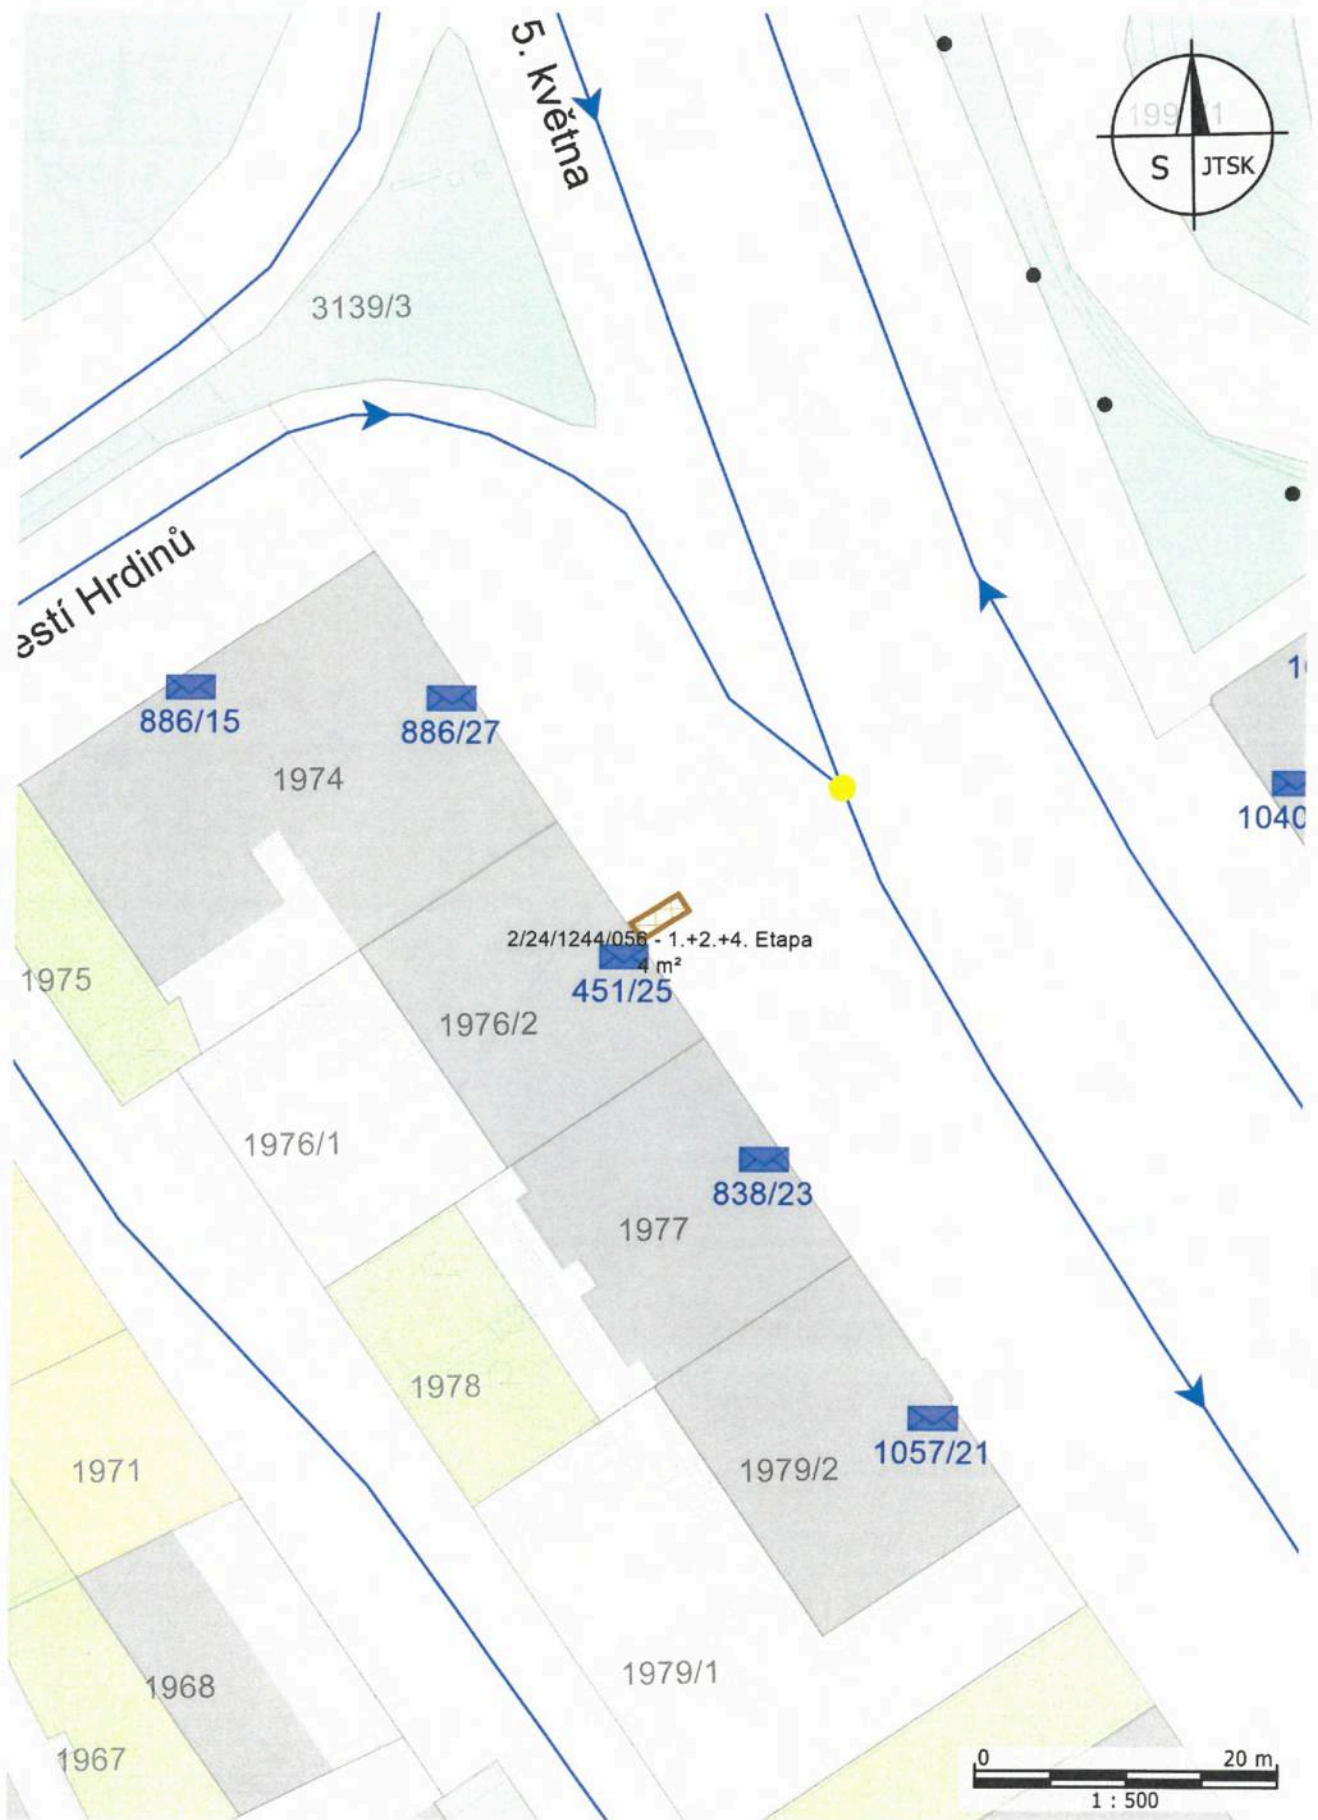 5. května
S JTSK
3139/3
estí Hrdinů
886/15
886/27
1974
1040
2/24/1244/056 - 1.+2.+4. Etapa
4 m²
451/25
1975
1976/2
1976/1
838/23
1977
1978
1057/21
1979/2
1971
1979/1
1968
1967
0 20 m
1 : 500